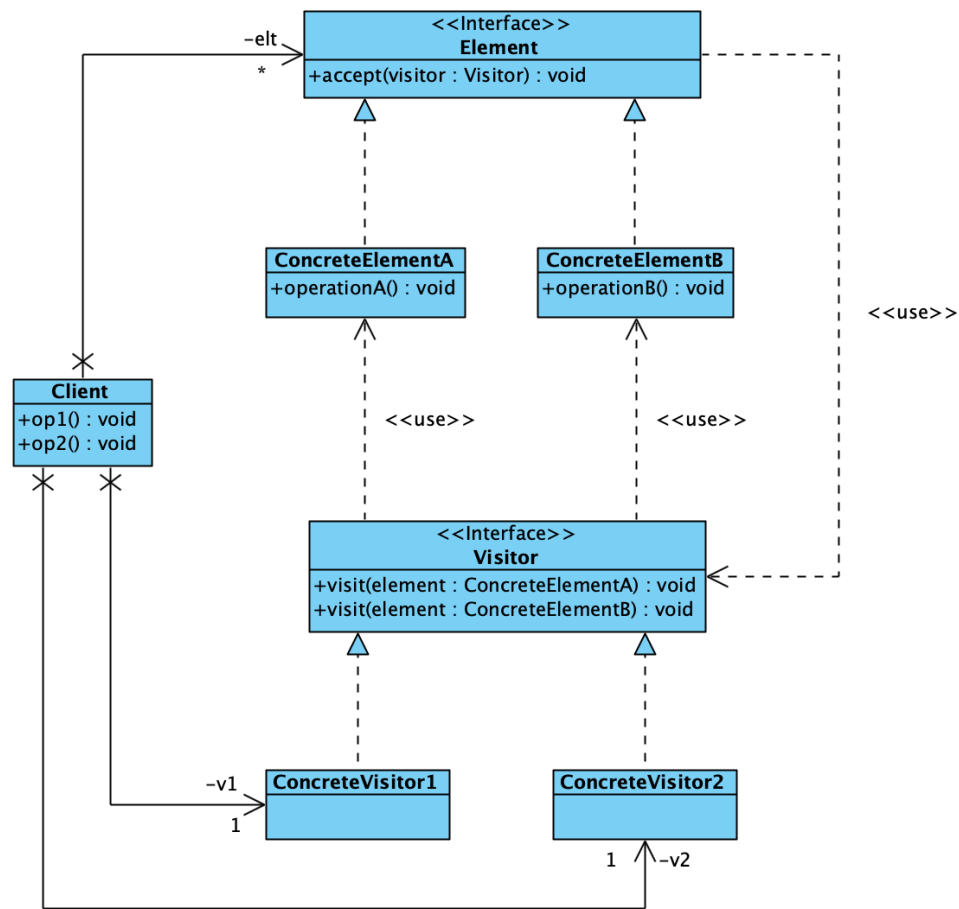 <<Interface>>
Element
+accept(visitor : Visitor) : void
-elt
*
ConcreteElementA
+operationA() : void
ConcreteElementB
+operationB() : void
<<use>>
Client
+op1() : void
+op2() : void
<<use>>
<<use>>
<<Interface>>
Visitor
+visit(element : ConcreteElementA) : void
+visit(element : ConcreteElementB) : void
ConcreteVisitor1
ConcreteVisitor2
-v1
1
1
-v2